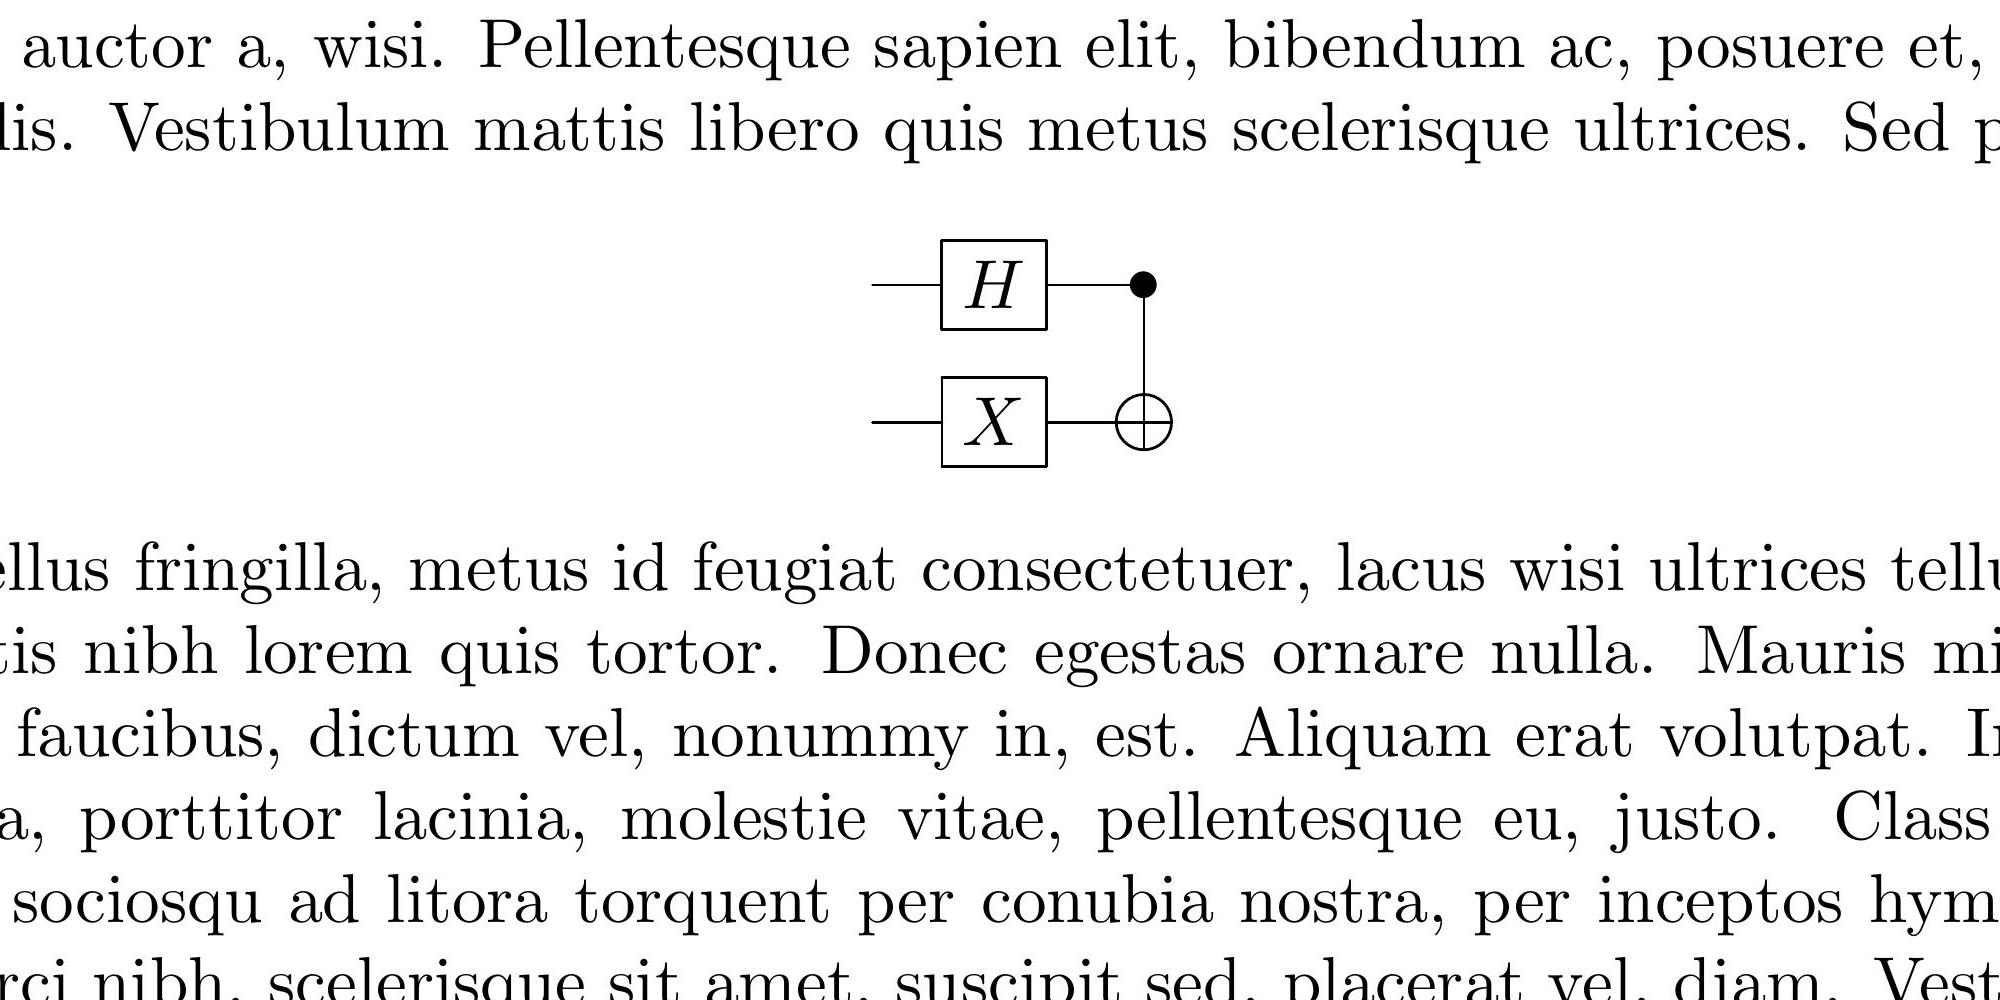 auctor a, wisi. Pellentesque sapien elit, bibendum ac, posuere et,
lis. Vestibulum mattis libero quis metus scelerisque ultrices. Sed p
H
X
ellus fringilla, metus id feugiat consectetuer, lacus wisi ultrices tellu
tis nibh lorem quis tortor. Donec egestas ornare nulla. Mauris mi
faucibus, dictum vel, nonummy in, est. Aliquam erat volutpat. In
a, porttitor lacinia, molestie vitae, pellentesque eu, justo. Class
sociosqu ad litora torquent per conubia nostra, per inceptos hym
rci nibh, scelerisque sit amet, suscipit sed, placerat vel, diam. Vest